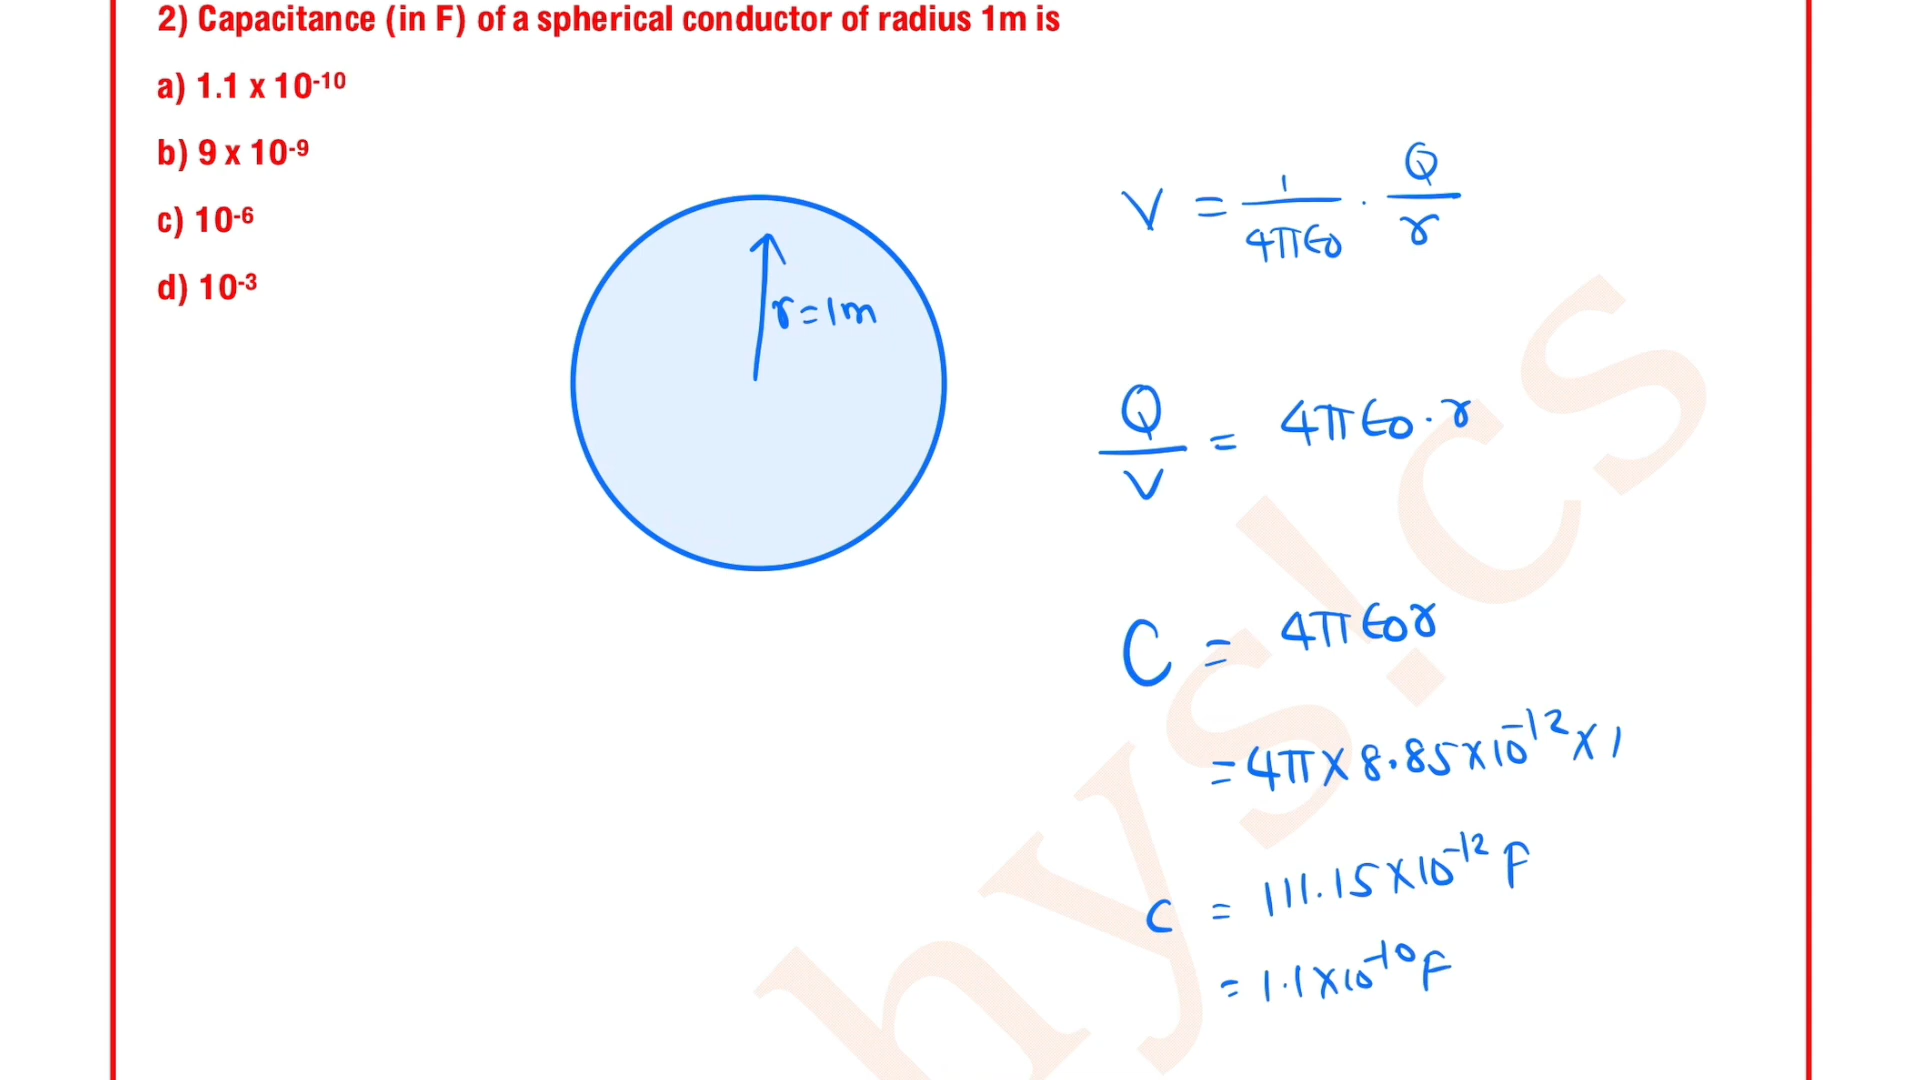 2) Capacitance (in F) of a spherical conductor of radius 1m is
a) 1.1 x 10⁻¹⁰
b) 9 x 10⁻⁹
c) 10⁻⁶
d) 10⁻³
r=1m
V = 1/4πϵ0 · Q/r
Q/V = 4πϵ0·r
C = 4πϵ0r
=4π×8.85×10⁻¹²×1
C = 111.15×10⁻¹² F
= 1.1×10⁻¹⁰ F
hys!cs